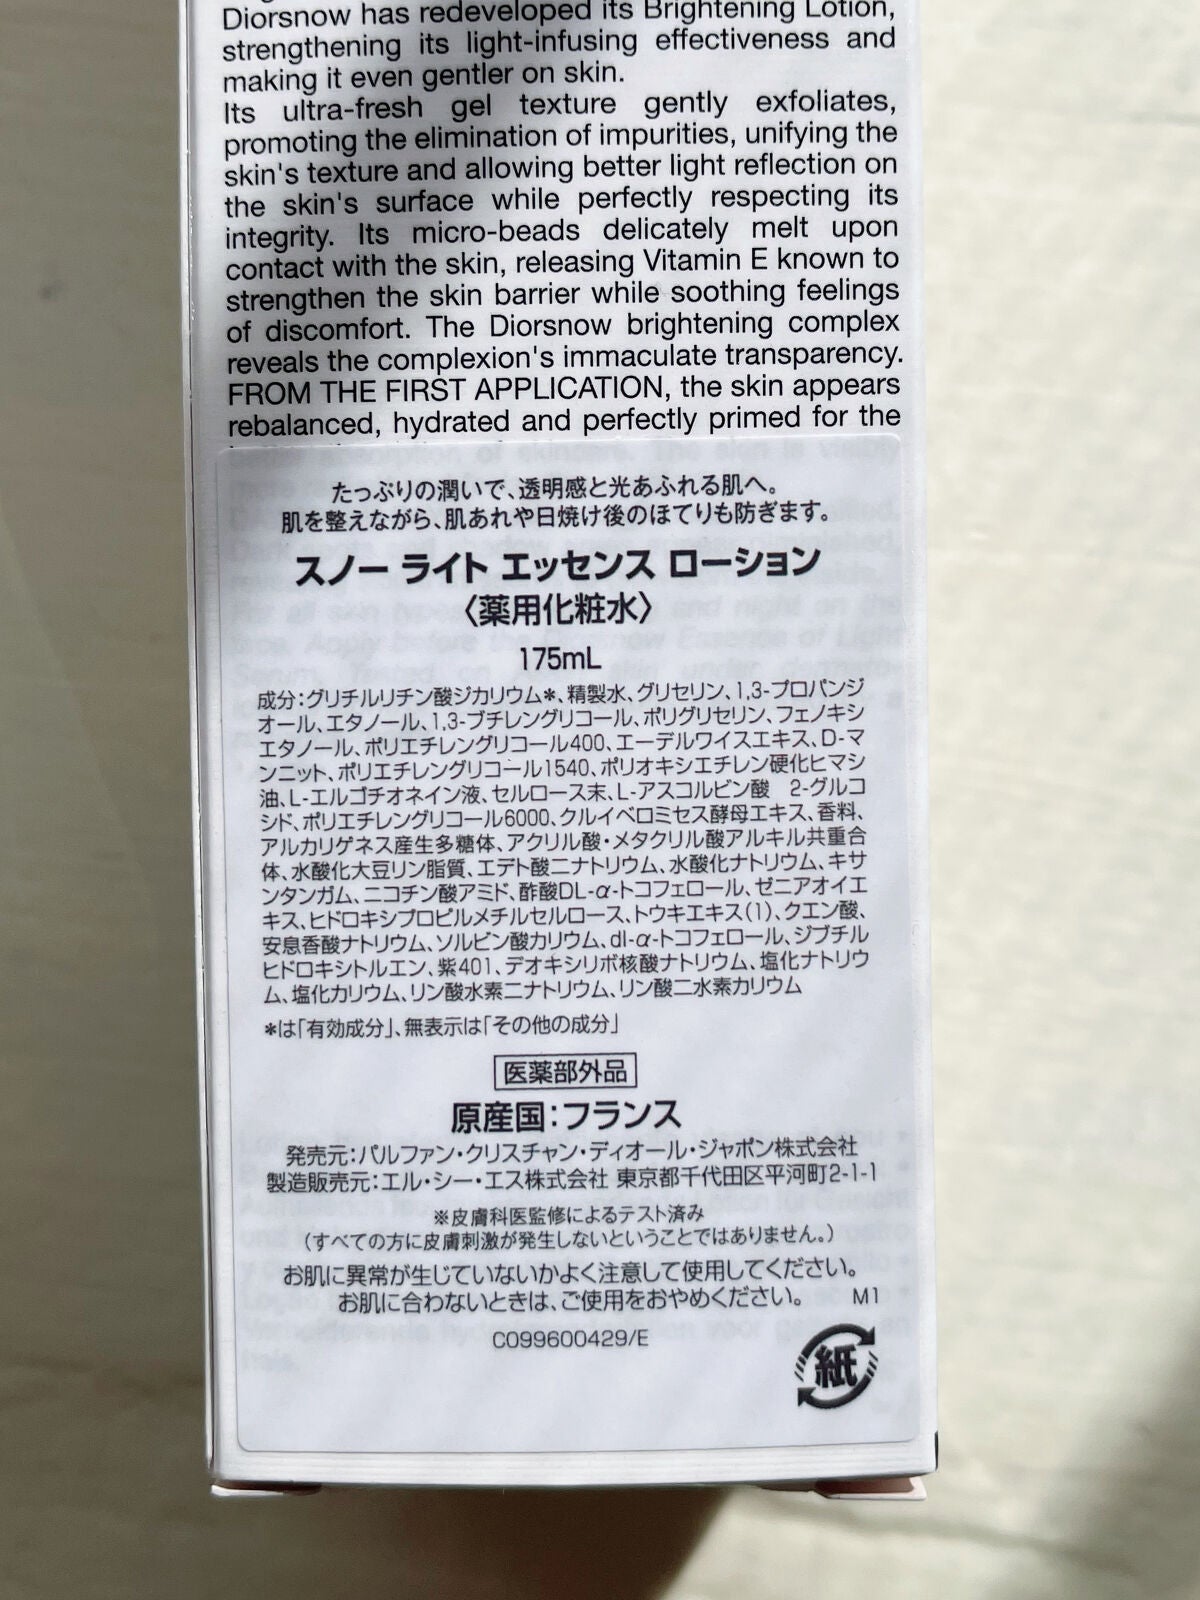 Diorsnow has redeveloped its Brightening Lotion,
strengthening its light-infusing effectiveness and
making it even gentler on skin.
Its ultra-fresh gel texture gently exfoliates,
promoting the elimination of impurities, unifying the
skin's texture and allowing better light reflection on
the skin's surface while perfectly respecting its
integrity. Its micro-beads delicately melt upon
contact with the skin, releasing Vitamin E known to
strengthen the skin barrier while soothing feelings
of discomfort. The Diorsnow brightening complex
reveals the complexion's immaculate transparency.
FROM THE FIRST APPLICATION, the skin appears
rebalanced, hydrated and perfectly primed for the
たっぷりの潤いで、透明感と光あふれる肌へ。
肌を整えながら、肌あれや日焼け後のほてりも防ぎます。
スノー ライト エッセンス ローション
〈薬用化粧水〉
175mL
成分:グリチルリチン酸ジカリウム*、精製水、グリセリン、1,3-プロパンジ
オール、エタノール、1,3-ブチレングリコール、ポリグリセリン、フェノキシ
エタノール、ポリエチレングリコール400、エーデルワイスエキス、D-マ
ンニット、ポリエチレングリコール1540、ポリオキシエチレン硬化ヒマシ
油、L-エルゴチオネイン液、セルロース末、L-アスコルビン酸 2-グルコ
シド、ポリエチレングリコール6000、クルイベロミセス酵母エキス、香料、
アルカリゲネス産生多糖体、アクリル酸・メタクリル酸アルキル共重合
体、水酸化大豆リン脂質、エデト酸二ナトリウム、水酸化ナトリウム、キサ
ンタンガム、ニコチン酸アミド、酢酸DL-α-トコフェロール、ゼニアオイエ
キス、ヒドロキシプロピルメチルセルロース、トウキエキス(1)、クエン酸、
安息香酸ナトリウム、ソルビン酸カリウム、dl-α-トコフェロール、ジブチル
ヒドロキシトルエン、紫401、デオキシリボ核酸ナトリウム、塩化ナトリウ
ム、塩化カリウム、リン酸水素二ナトリウム、リン酸二水素カリウム
*は「有効成分」、無表示は「その他の成分」
医薬部外品
原産国:フランス
発売元:パルファン・クリスチャン・ディオール・ジャポン株式会社
製造販売元:エル・シー・エス株式会社 東京都千代田区平河町2-1-1
※皮膚科医監修によるテスト済み
(すべての方に皮膚刺激が発生しないということではありません。)
お肌に異常が生じていないかよく注意して使用してください。
お肌に合わないときは、ご使用をおやめください。 M1
C099600429/E
紙